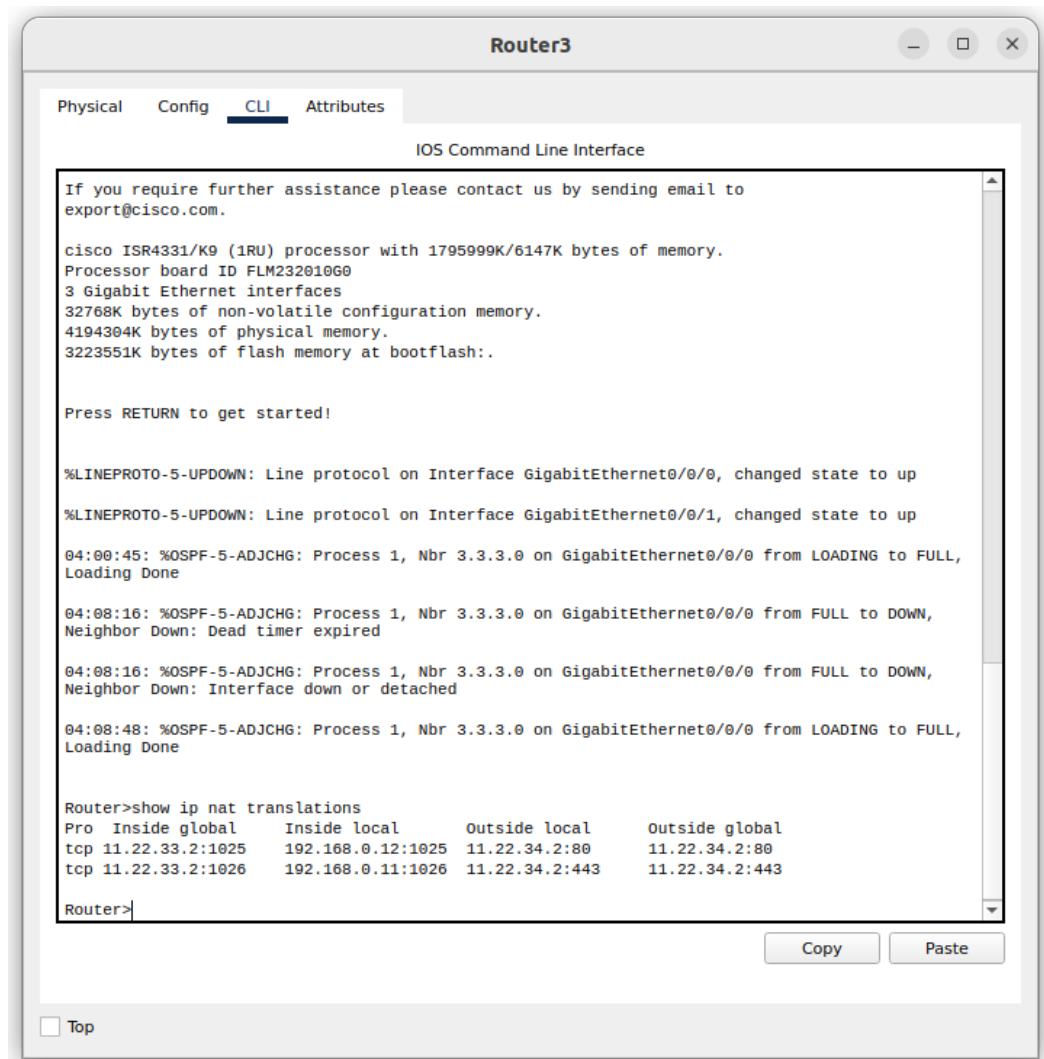 Router3
Physical Config CLI Attributes
IOS Command Line Interface
If you require further assistance please contact us by sending email to
export@cisco.com.
cisco ISR4331/K9 (1RU) processor with 1795999K/6147K bytes of memory.
Processor board ID FLM232010G0
3 Gigabit Ethernet interfaces
32768K bytes of non-volatile configuration memory.
4194304K bytes of physical memory.
3223551K bytes of flash memory at bootflash:.
Press RETURN to get started!
%LINEPROTO-5-UPDOWN: Line protocol on Interface GigabitEthernet0/0/0, changed state to up
%LINEPROTO-5-UPDOWN: Line protocol on Interface GigabitEthernet0/0/1, changed state to up
04:00:45: %OSPF-5-ADJCHG: Process 1, Nbr 3.3.3.0 on GigabitEthernet0/0/0 from LOADING to FULL,
Loading Done
04:08:16: %OSPF-5-ADJCHG: Process 1, Nbr 3.3.3.0 on GigabitEthernet0/0/0 from FULL to DOWN,
Neighbor Down: Dead timer expired
04:08:16: %OSPF-5-ADJCHG: Process 1, Nbr 3.3.3.0 on GigabitEthernet0/0/0 from FULL to DOWN,
Neighbor Down: Interface down or detached
04:08:48: %OSPF-5-ADJCHG: Process 1, Nbr 3.3.3.0 on GigabitEthernet0/0/0 from LOADING to FULL,
Loading Done
Router>show ip nat translations
Pro  Inside global     Inside local       Outside local      Outside global
tcp 11.22.33.2:1025    192.168.0.12:1025  11.22.34.2:80      11.22.34.2:80
tcp 11.22.33.2:1026    192.168.0.11:1026  11.22.34.2:443     11.22.34.2:443
Router>
Copy Paste
Top